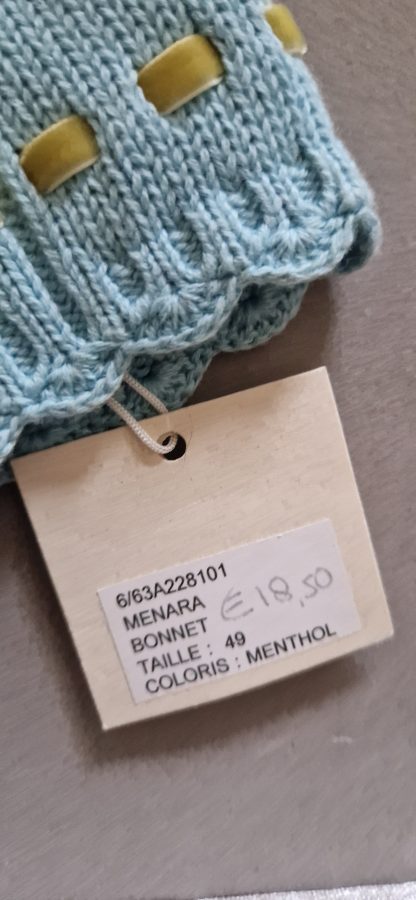 6/63A228101
MENARA €18,50
BONNET
TAILLE : 49
COLORIS : MENTHOL